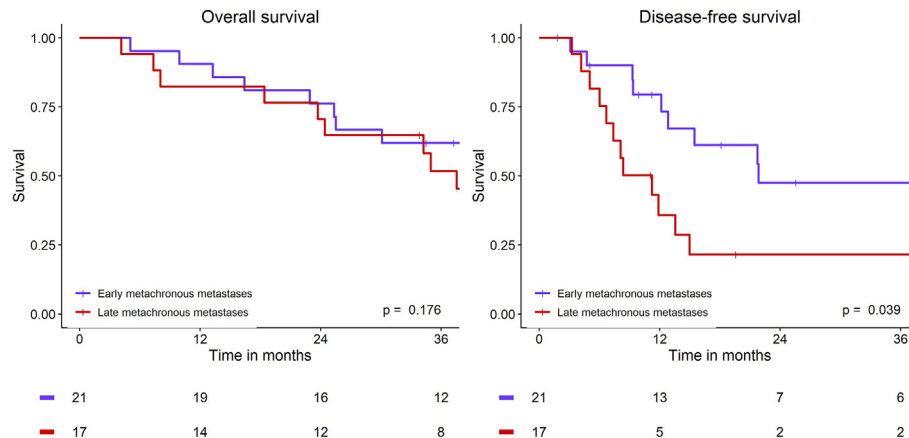 Overall survival
1.00
0.75
0.50
0.25
0.00
Survival
Early metachronous metastases
Late metachronous metastases
p = 0.176
0 12 24 36
Time in months
21 19 16 12
17 14 12 8
Disease-free survival
1.00
0.75
0.50
0.25
0.00
Survival
Early metachronous metastases
Late metachronous metastases
p = 0.039
0 12 24 36
Time in months
21 13 7 6
17 5 2 2